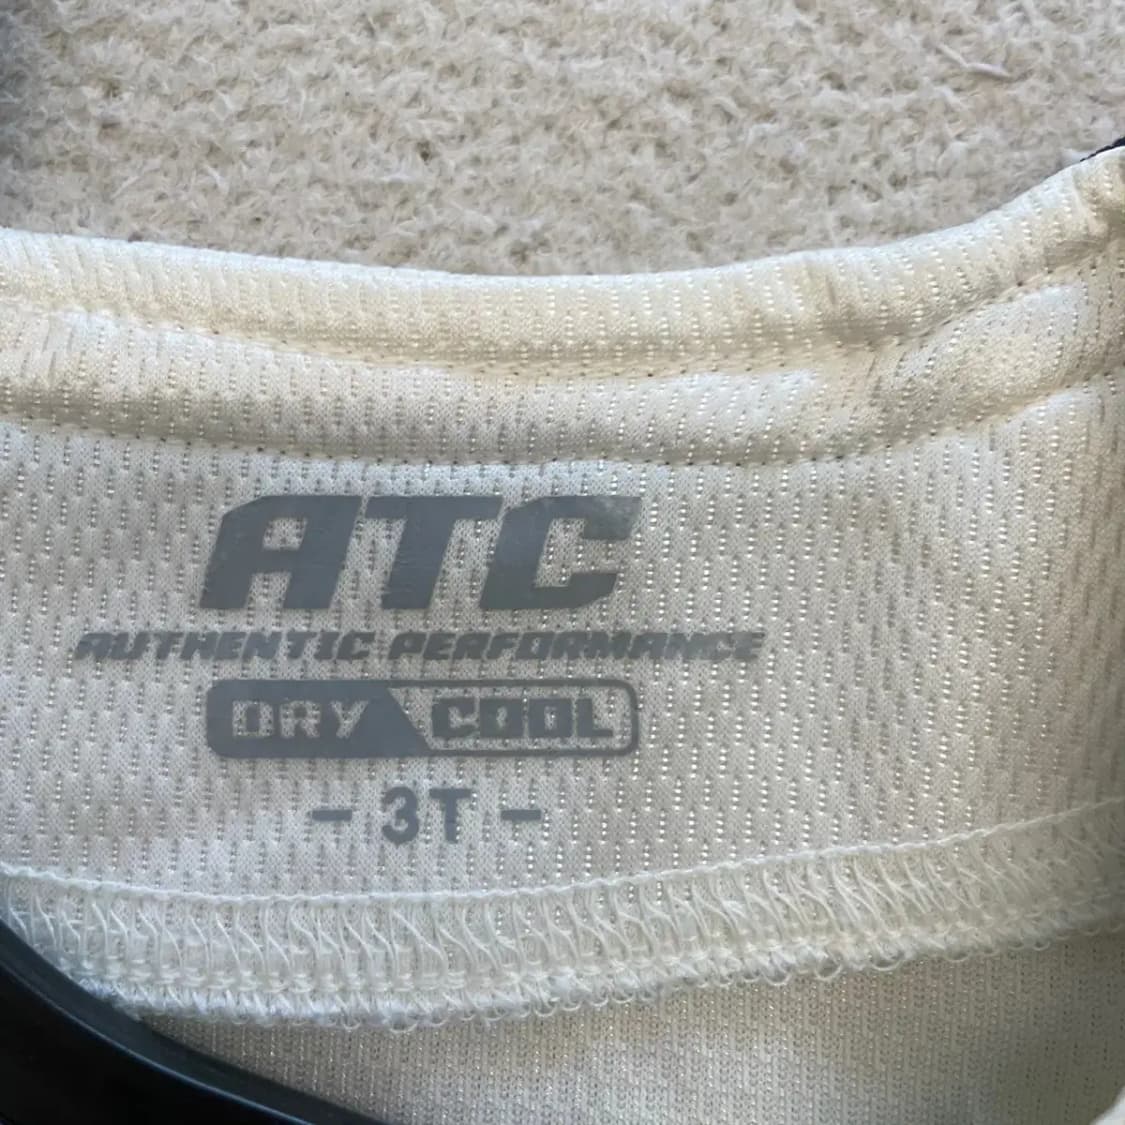 ATC
AUTHENTIC PERFORMANCE
DRY COOL
- 3T -